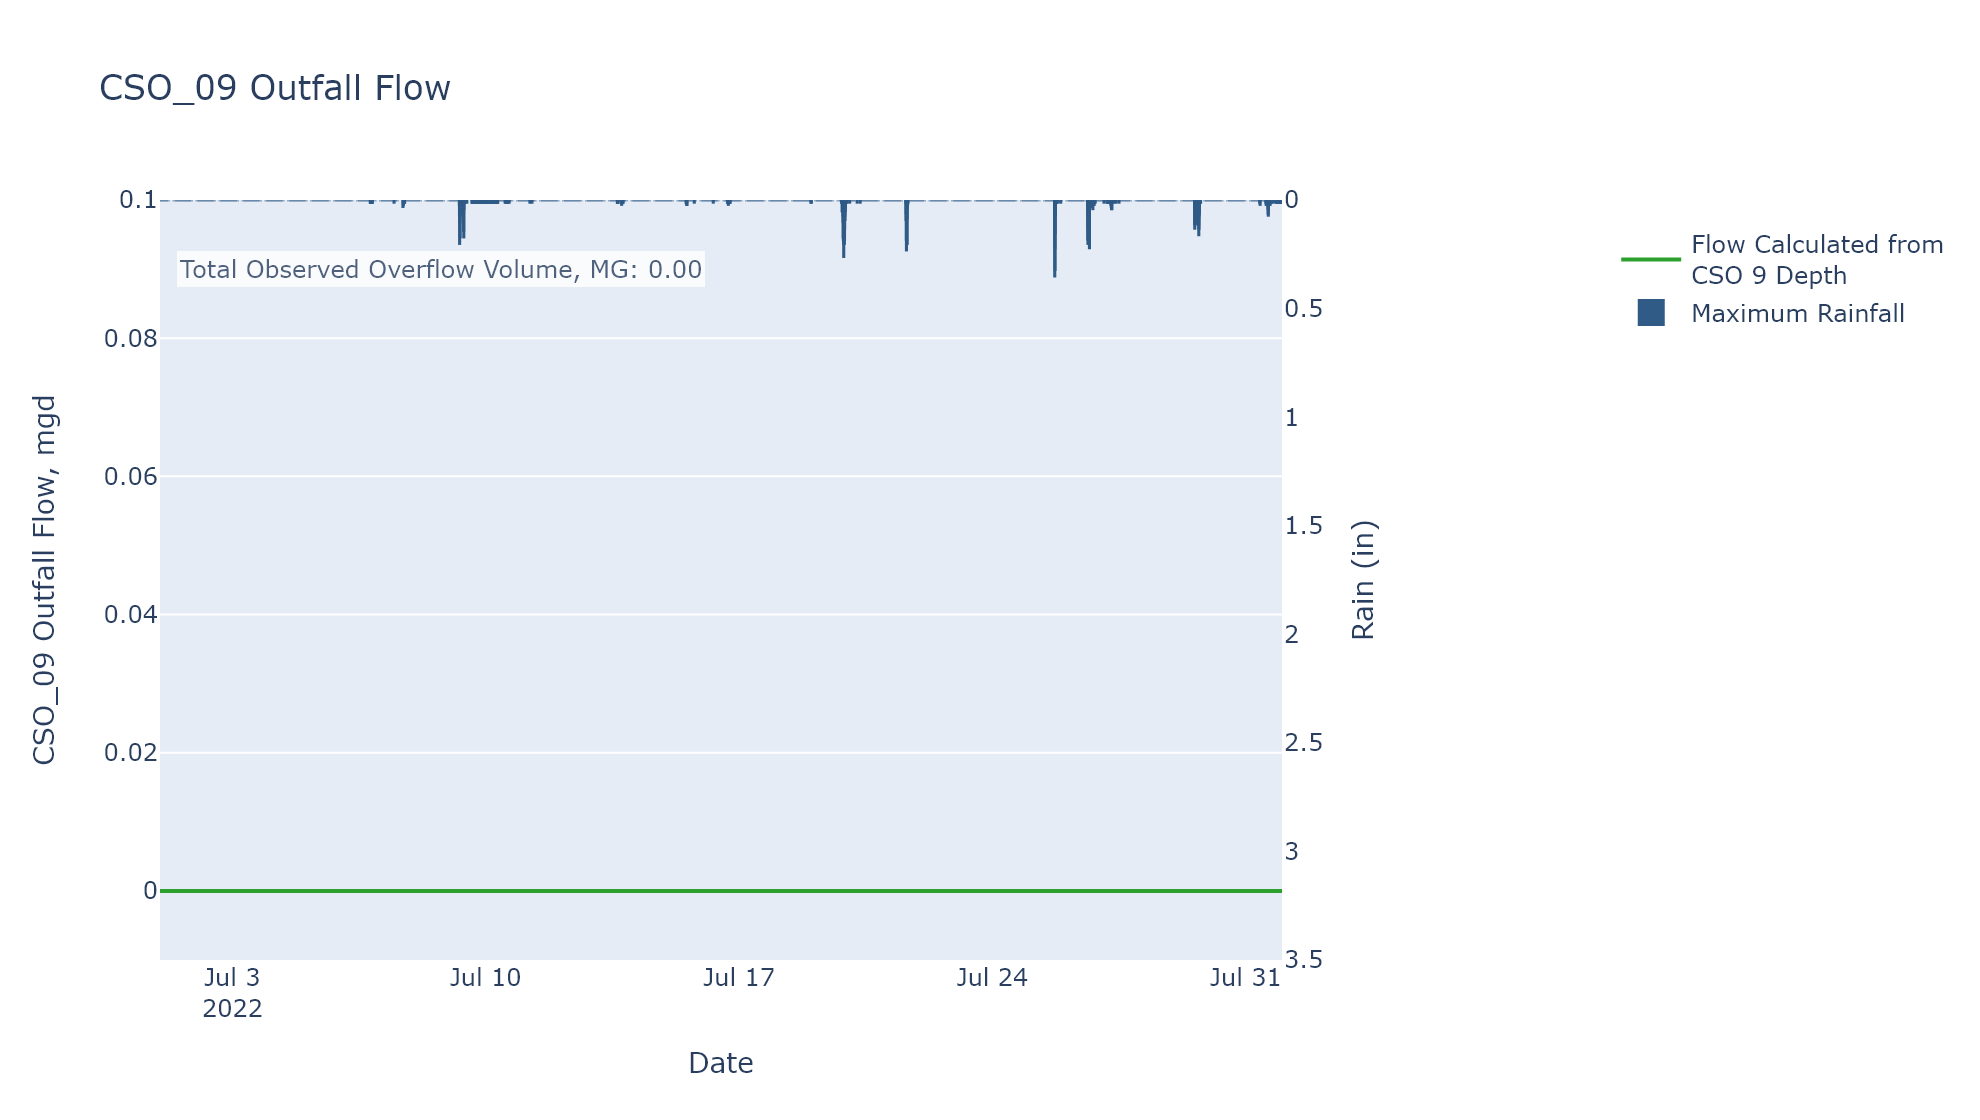 CSO_09 Outfall Flow
0.1
0.08
0.06
0.04
0.02
0
CSO_09 Outfall Flow, mgd
Total Observed Overflow Volume, MG: 0.00
0
0.5
1
1.5
2
2.5
3
3.5
Rain (in)
Flow Calculated from
CSO 9 Depth
Maximum Rainfall
Jul 3 Jul 10 Jul 17 Jul 24 Jul 31
2022
Date